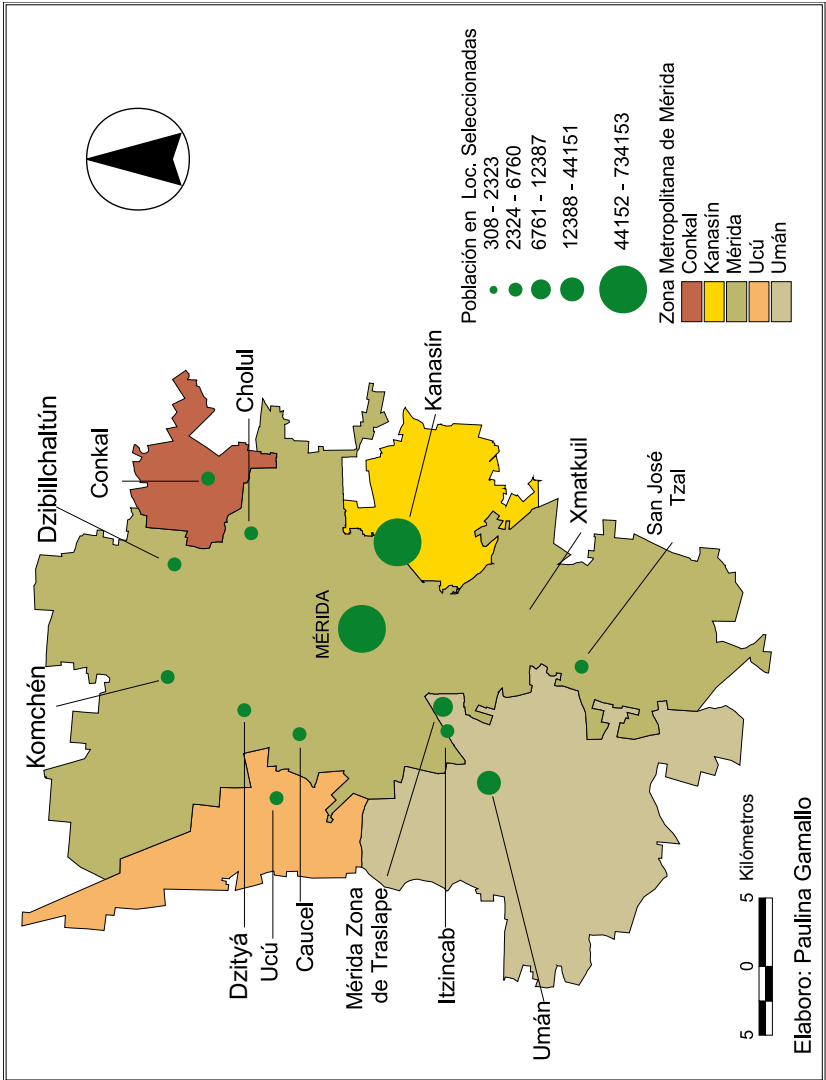 Dzibillchaltún
Conkal
Cholul
Komchén
MÉRIDA
Kanasín
Xmatkuil
San José
Tzal
Dzityá
Ucú
Caucel
Mérida Zona
de Traslape
Itzincab
Umán
Población en Loc. Seleccionadas
308 - 2323
2324 - 6760
6761 - 12387
12388 - 44151
44152 - 734153
Zona Metropolitana de Mérida
Conkal
Kanasín
Mérida
Ucú
Umán
5 0 5 Kilómetros
Elaboro: Paulina Gamallo